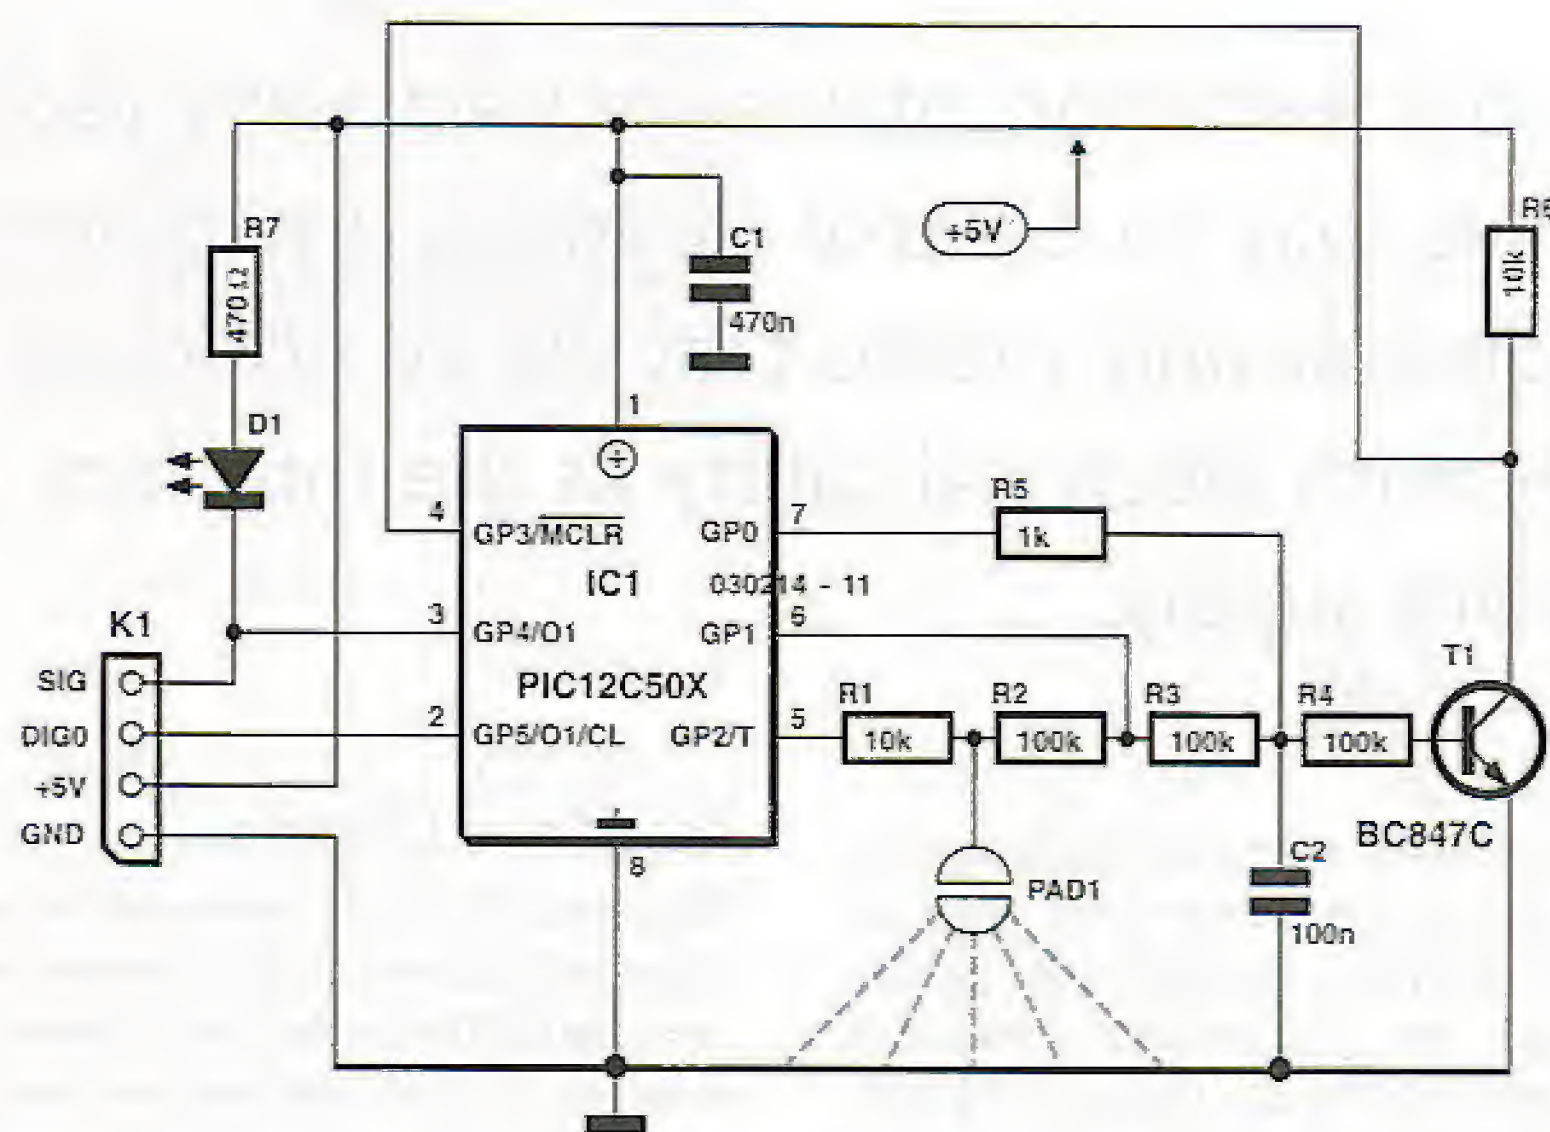 R7
470Ω
D1
C1
470n
+5V
R6
10k
1
4
GP3/MCLR
GP0
7
R5
1k
IC1
030214 - 11
K1
3
GP4/O1
GP1
6
SIG
PIC12C50X
T1
DIG0
2
GP5/O1/CL
GP2/T
5
R1
10k
R2
100k
R3
100k
R4
100k
+5V
GND
8
PAD1
BC847C
C2
100n